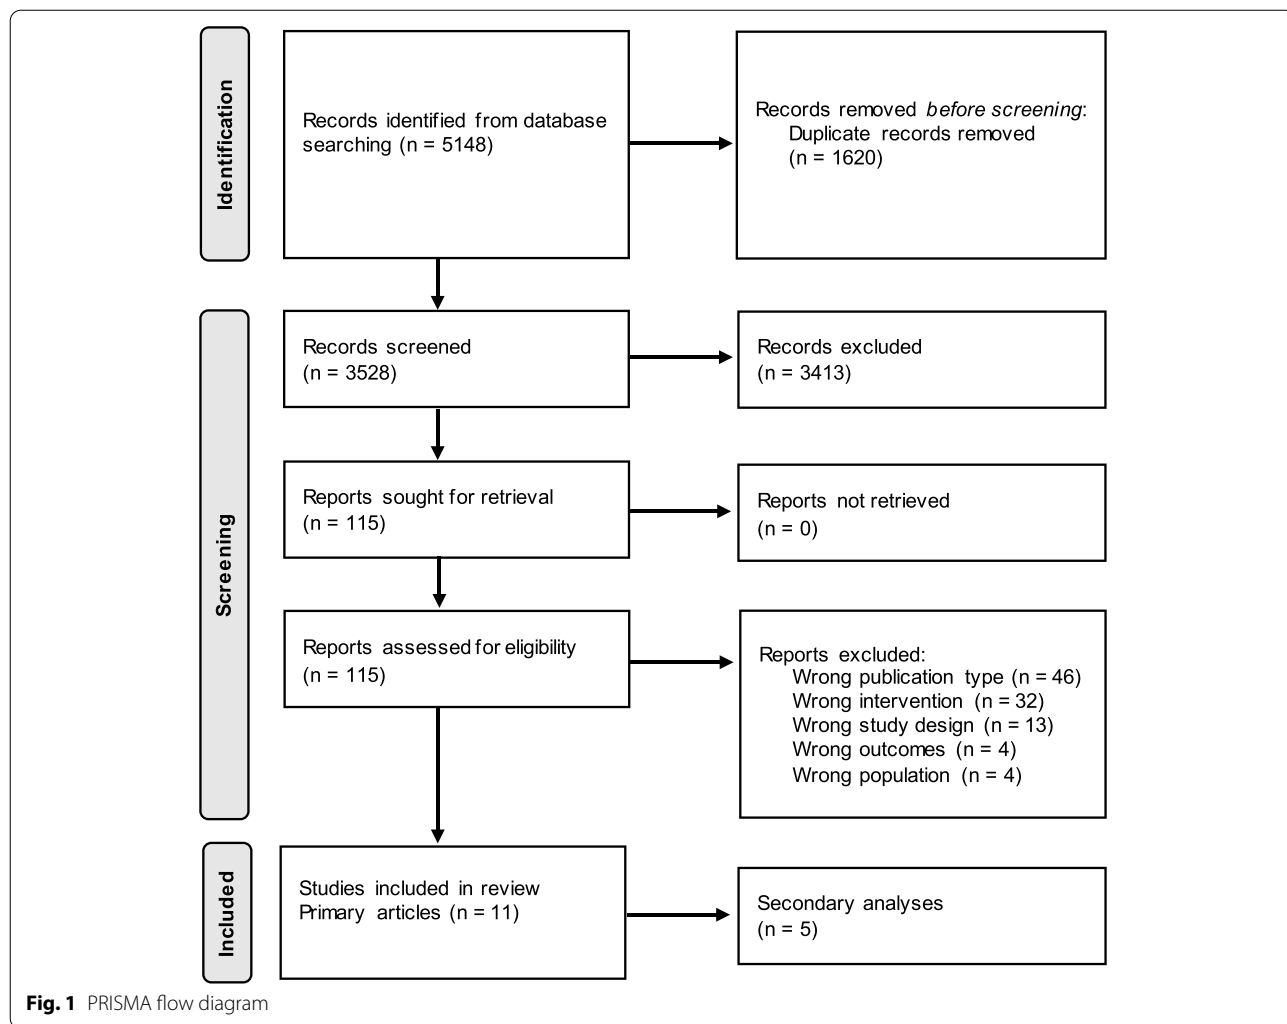 Identification
Records identified from database
searching (n = 5148)
Records removed before screening:
Duplicate records removed
(n = 1620)
Screening
Records screened
(n = 3528)
Records excluded
(n = 3413)
Reports sought for retrieval
(n = 115)
Reports not retrieved
(n = 0)
Reports assessed for eligibility
(n = 115)
Reports excluded:
Wrong publication type (n = 46)
Wrong intervention (n = 32)
Wrong study design (n = 13)
Wrong outcomes (n = 4)
Wrong population (n = 4)
Included
Studies included in review
Primary articles (n = 11)
Secondary analyses
(n = 5)
Fig. 1 PRISMA flow diagram